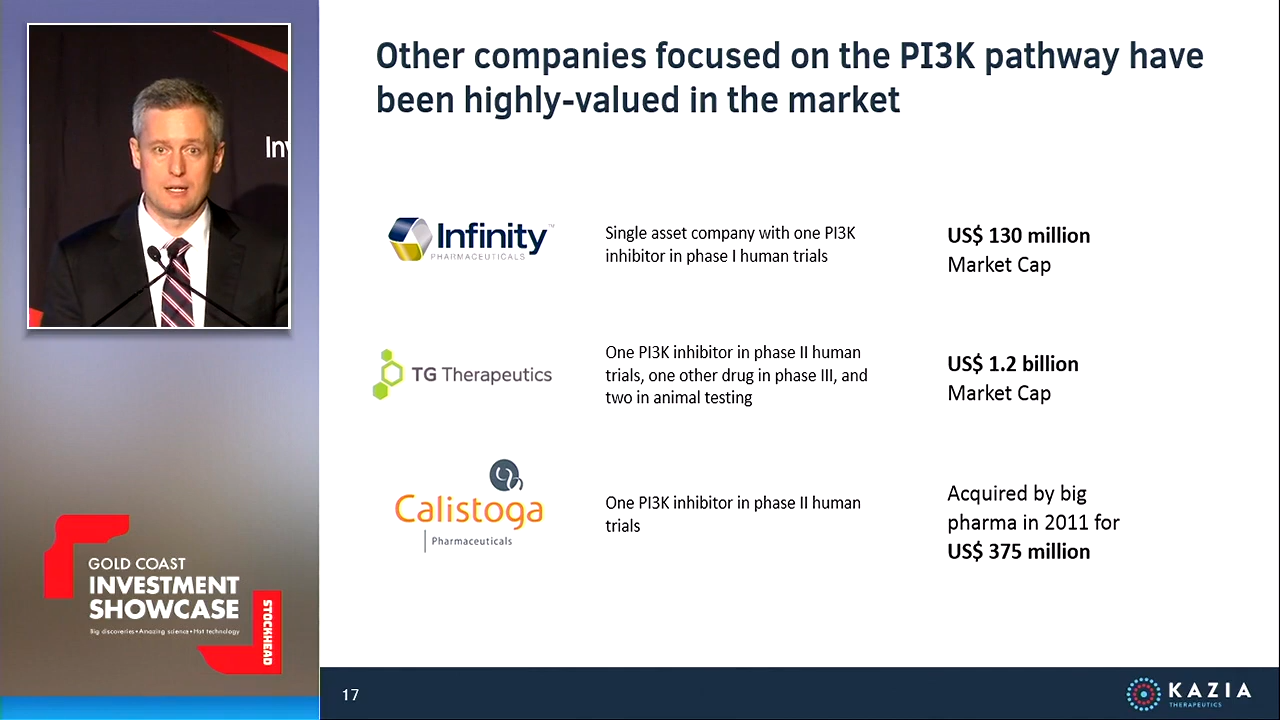 Other companies focused on the PI3K pathway have
been highly-valued in the market
Inv
Infinity™
PHARMACEUTICALS
Single asset company with one PI3K
inhibitor in phase I human trials
US$ 130 million
Market Cap
TG Therapeutics
One PI3K inhibitor in phase II human
trials, one other drug in phase III, and
two in animal testing
US$ 1.2 billion
Market Cap
Calistoga
Pharmaceuticals
One PI3K inhibitor in phase II human
trials
Acquired by big
pharma in 2011 for
US$ 375 million
GOLD COAST
INVESTMENT
SHOWCASE
Big discoveries•Amazing science•Hot technology
STOCKHEAD
17
KAZIA
THERAPEUTICS